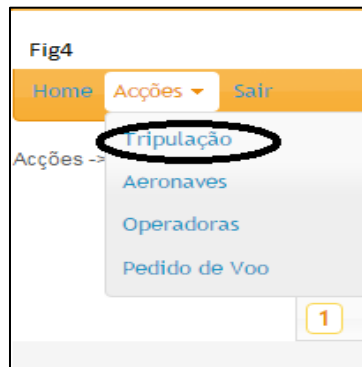 Fig4
Home Acções Sair
Tripulação
Acções ->
Aeronaves
Operadoras
Pedido de Voo
1